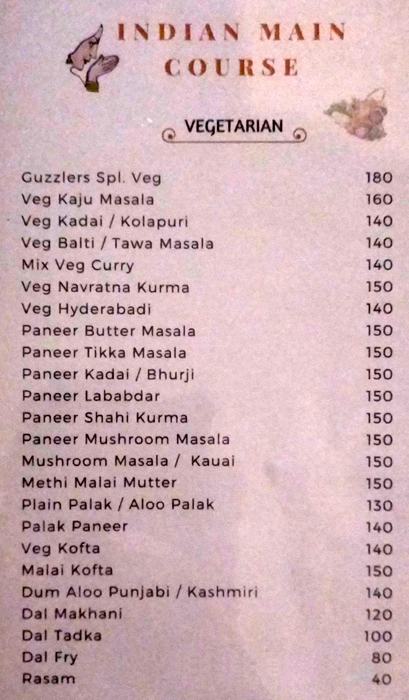 INDIAN MAIN
COURSE
VEGETARIAN
Guzzlers Spl. Veg 180
Veg Kaju Masala 160
Veg Kadai / Kolapuri 140
Veg Balti / Tawa Masala 140
Mix Veg Curry 140
Veg Navratna Kurma 150
Veg Hyderabadi 140
Paneer Butter Masala 150
Paneer Tikka Masala 150
Paneer Kadai / Bhurji 150
Paneer Lababdar 150
Paneer Shahi Kurma 150
Paneer Mushroom Masala 150
Mushroom Masala / Kauai 150
Methi Malai Mutter 150
Plain Palak / Aloo Palak 130
Palak Paneer 140
Veg Kofta 140
Malai Kofta 150
Dum Aloo Punjabi / Kashmiri 140
Dal Makhani 120
Dal Tadka 100
Dal Fry 80
Rasam 40